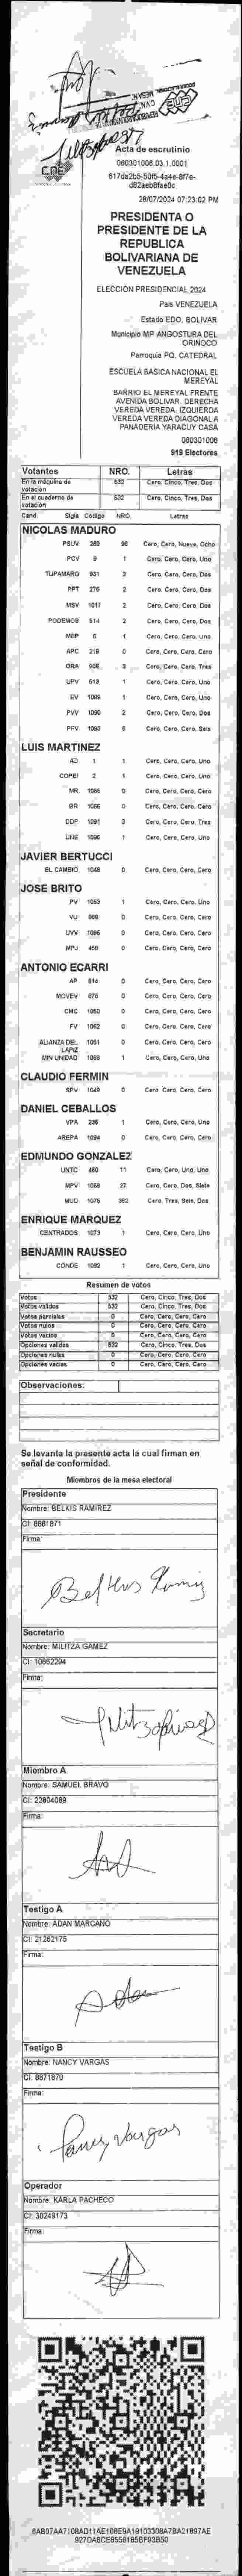 CNE
Acta de escrutinio
060301006.03.1.0001
28/07/2024 07:23:02 PM
PRESIDENTA O
PRESIDENTE DE LA
REPUBLICA
BOLIVARIANA DE
VENEZUELA
ELECCIÓN PRESIDENCIAL 2024
País VENEZUELA
Estado EDO. BOLIVAR
Municipio MP. ANGOSTURA DEL
ORINOCO
Parroquia PQ. CATEDRAL
ESCUELA BASICA NACIONAL EL
MEREYAL
BARRIO EL MEREYAL FRENTE
AVENIDA BOLIVAR. DERECHA
VEREDA VEREDA. IZQUIERDA
VEREDA VEREDA DIAGONAL A
PANADERIA YARACUY CASA
060301006
919 Electores
Votantes NRO. Letras
En la máquina de votación 532 Cero, Cinco, Tres, Dos
En el cuaderno de votación 532 Cero, Cinco, Tres, Dos
Cand. Sigla Código NRO. Letras
NICOLAS MADURO
PSUV 98 Cero, Cero, Nueve, Ocho
PCV 1 Cero, Cero, Cero, Uno
TUPAMARO 931 2 Cero, Cero, Cero, Dos
PPT 276 2 Cero, Cero, Cero, Dos
MSV 1017 2 Cero, Cero, Cero, Dos
PODEMOS 514 2 Cero, Cero, Cero, Dos
MEP 6 1 Cero, Cero, Cero, Uno
APC 218 0 Cero, Cero, Cero, Cero
ORA 908 3 Cero, Cero, Cero, Tres
UPV 513 1 Cero, Cero, Cero, Uno
EV 1089 1 Cero, Cero, Cero, Uno
PVV 1090 2 Cero, Cero, Cero, Dos
PFV 1093 6 Cero, Cero, Cero, Seis
LUIS MARTINEZ
AD 1 1 Cero, Cero, Cero, Uno
COPEI 2 1 Cero, Cero, Cero, Uno
MR 1065 0 Cero, Cero, Cero, Cero
BR 1066 0 Cero, Cero, Cero, Cero
DDP 1091 3 Cero, Cero, Cero, Tres
UNE 1 Cero, Cero, Cero, Uno
JAVIER BERTUCCI
EL CAMBIO 1048 0 Cero, Cero, Cero, Cero
JOSE BRITO
PV 1053 1 Cero, Cero, Cero, Uno
VU 0 Cero, Cero, Cero, Cero
UVV 1096 0 Cero, Cero, Cero, Cero
MPJ 0 Cero, Cero, Cero, Cero
ANTONIO ECARRI
AP 814 0 Cero, Cero, Cero, Cero
MOVEV 0 Cero, Cero, Cero, Cero
CMC 1050 0 Cero, Cero, Cero, Cero
FV 1062 0 Cero, Cero, Cero, Cero
ALIANZA DEL LAPIZ 1051 0 Cero, Cero, Cero, Cero
MIN UNIDAD 1068 1 Cero, Cero, Cero, Uno
CLAUDIO FERMIN
SPV 1049 0 Cero, Cero, Cero, Cero
DANIEL CEBALLOS
VPA 1 Cero, Cero, Cero, Uno
AREPA 1094 0 Cero, Cero, Cero, Cero
EDMUNDO GONZALEZ
UNTC 11 Cero, Cero, Uno, Uno
MPV 1069 27 Cero, Cero, Dos, Siete
MUD 1075 362 Cero, Tres, Seis, Dos
ENRIQUE MARQUEZ
CENTRADOS 1073 1 Cero, Cero, Cero, Uno
BENJAMIN RAUSSEO
CONDE 1092 1 Cero, Cero, Cero, Uno
Resumen de votos
Votos 532 Cero, Cinco, Tres, Dos
Votos válidos 532 Cero, Cinco, Tres, Dos
Votos parciales 0 Cero, Cero, Cero, Cero
Votos nulos 0 Cero, Cero, Cero, Cero
Votos vacios 0 Cero, Cero, Cero, Cero
Opciones validas 532 Cero, Cinco, Tres, Dos
Opciones nulas 0 Cero, Cero, Cero, Cero
Opciones vacias 0 Cero, Cero, Cero, Cero
Observaciones:
Se levanta la presente acta la cual firman en
señal de conformidad.
Miembros de la mesa electoral
Presidente
Nombre: BELKIS RAMIREZ
CI: 8881871
Firma:
Secretario
Nombre: MILITZA GAMEZ
CI: 10662294
Firma:
Miembro A
Nombre: SAMUEL BRAVO
CI: 22804089
Firma:
Testigo A
Nombre: ADAN MARCANO
CI: 21262175
Firma:
Testigo B
Nombre: NANCY VARGAS
CI: 8871870
Firma:
Nancy Vargas
Operador
Nombre: KARLA PACHECO
CI: 30249173
Firma: